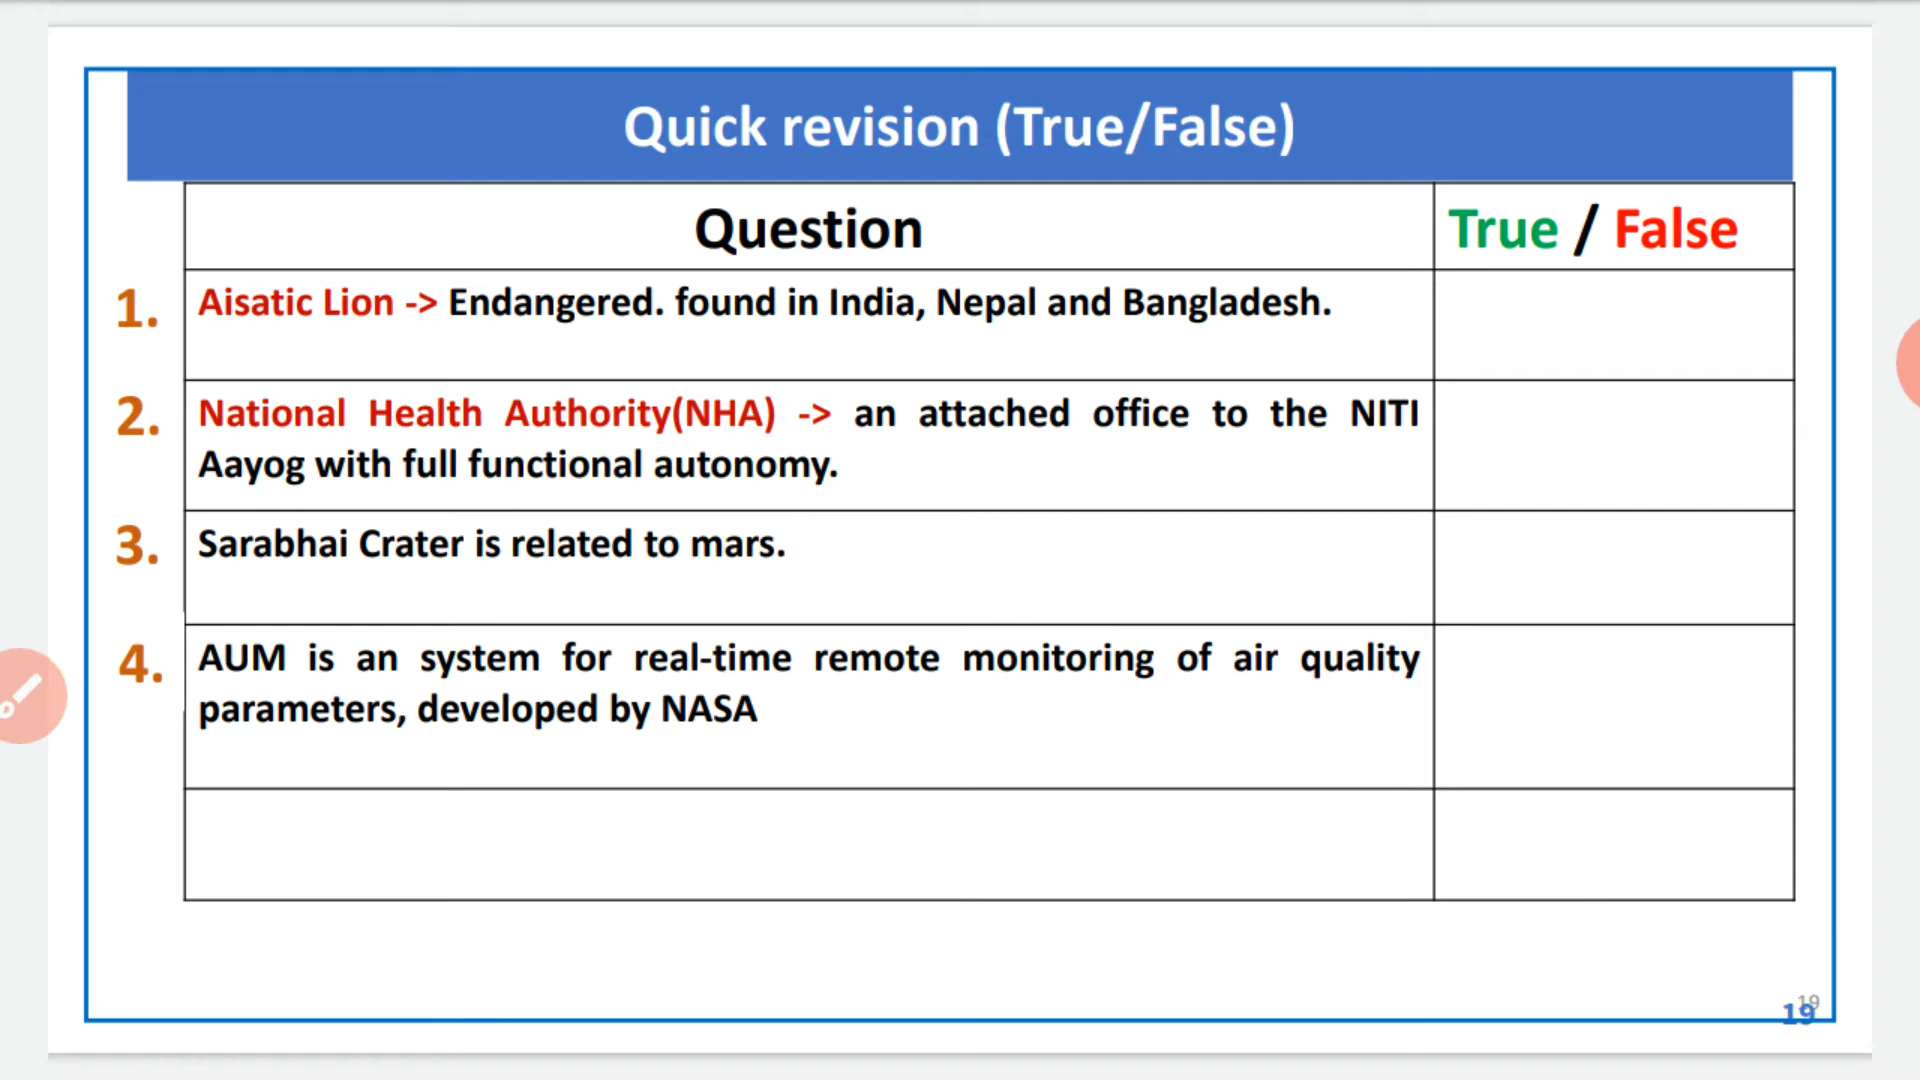 Quick revision (True/False)
Question True / False
1. Aisatic Lion -> Endangered. found in India, Nepal and Bangladesh.
2. National Health Authority(NHA) -> an attached office to the NITI
Aayog with full functional autonomy.
3. Sarabhai Crater is related to mars.
4. AUM is an system for real-time remote monitoring of air quality
parameters, developed by NASA
19
19